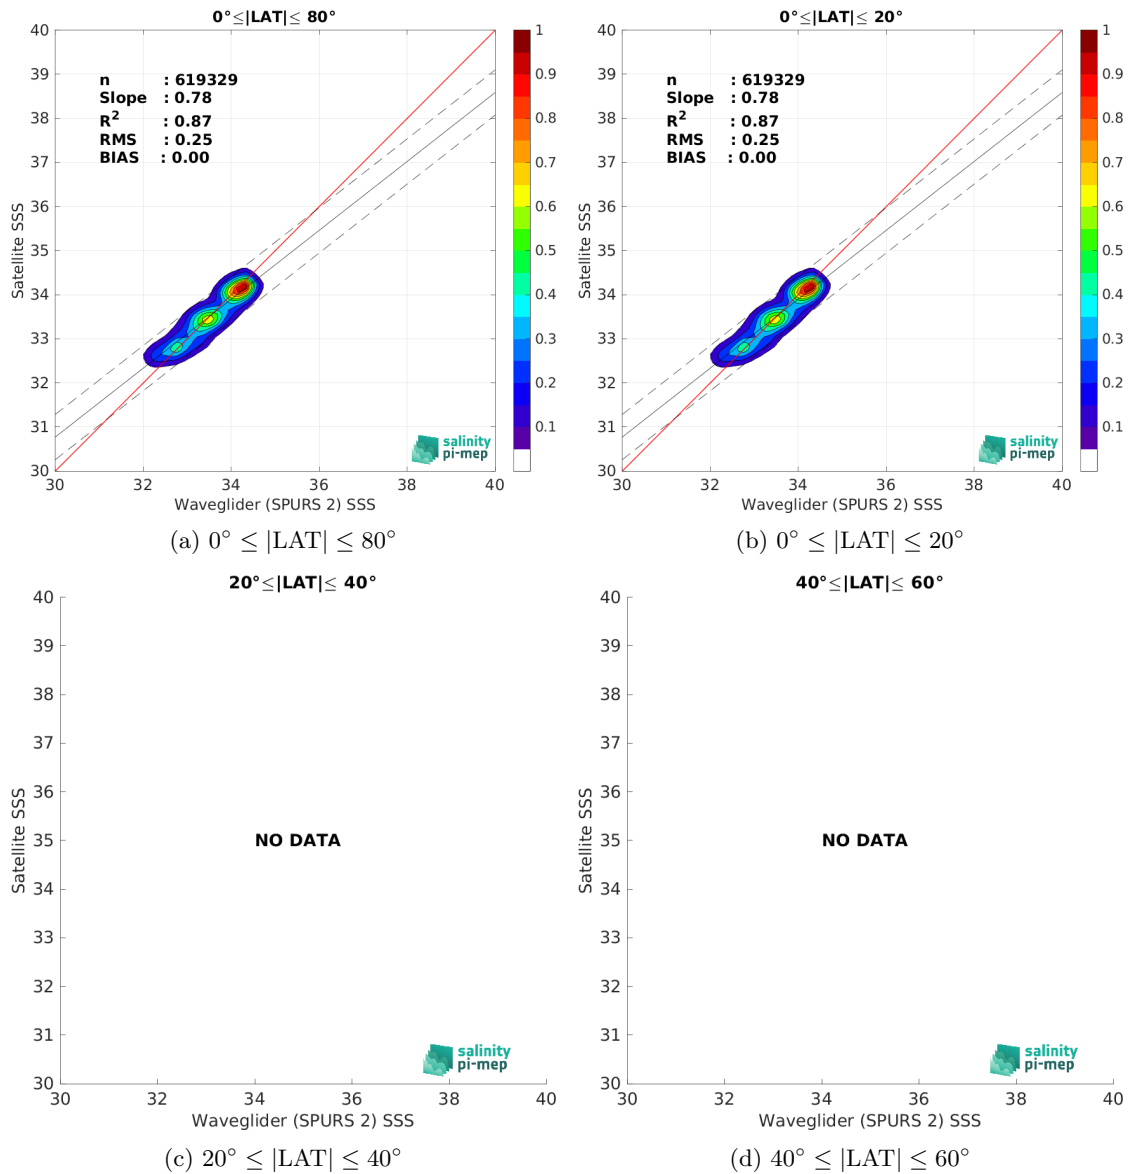 0°≤|LAT|≤ 80°
40
39
38
37
36
35
34
33
32
31
30
Satellite SSS
n : 619329
Slope : 0.78
R² : 0.87
RMS : 0.25
BIAS : 0.00
1
0.9
0.8
0.7
0.6
0.5
0.4
0.3
0.2
0.1
salinity
pi-mep
30 32 34 36 38 40
Waveglider (SPURS 2) SSS
(a) 0° ≤ |LAT| ≤ 80°
0°≤|LAT|≤ 20°
40
39
38
37
36
35
34
33
32
31
30
Satellite SSS
n : 619329
Slope : 0.78
R² : 0.87
RMS : 0.25
BIAS : 0.00
1
0.9
0.8
0.7
0.6
0.5
0.4
0.3
0.2
0.1
salinity
pi-mep
30 32 34 36 38 40
Waveglider (SPURS 2) SSS
(b) 0° ≤ |LAT| ≤ 20°
20°≤|LAT|≤ 40°
40
39
38
37
36
35
34
33
32
31
30
Satellite SSS
NO DATA
salinity
pi-mep
30 32 34 36 38 40
Waveglider (SPURS 2) SSS
(c) 20° ≤ |LAT| ≤ 40°
40°≤|LAT|≤ 60°
40
39
38
37
36
35
34
33
32
31
30
Satellite SSS
NO DATA
salinity
pi-mep
30 32 34 36 38 40
Waveglider (SPURS 2) SSS
(d) 40° ≤ |LAT| ≤ 60°